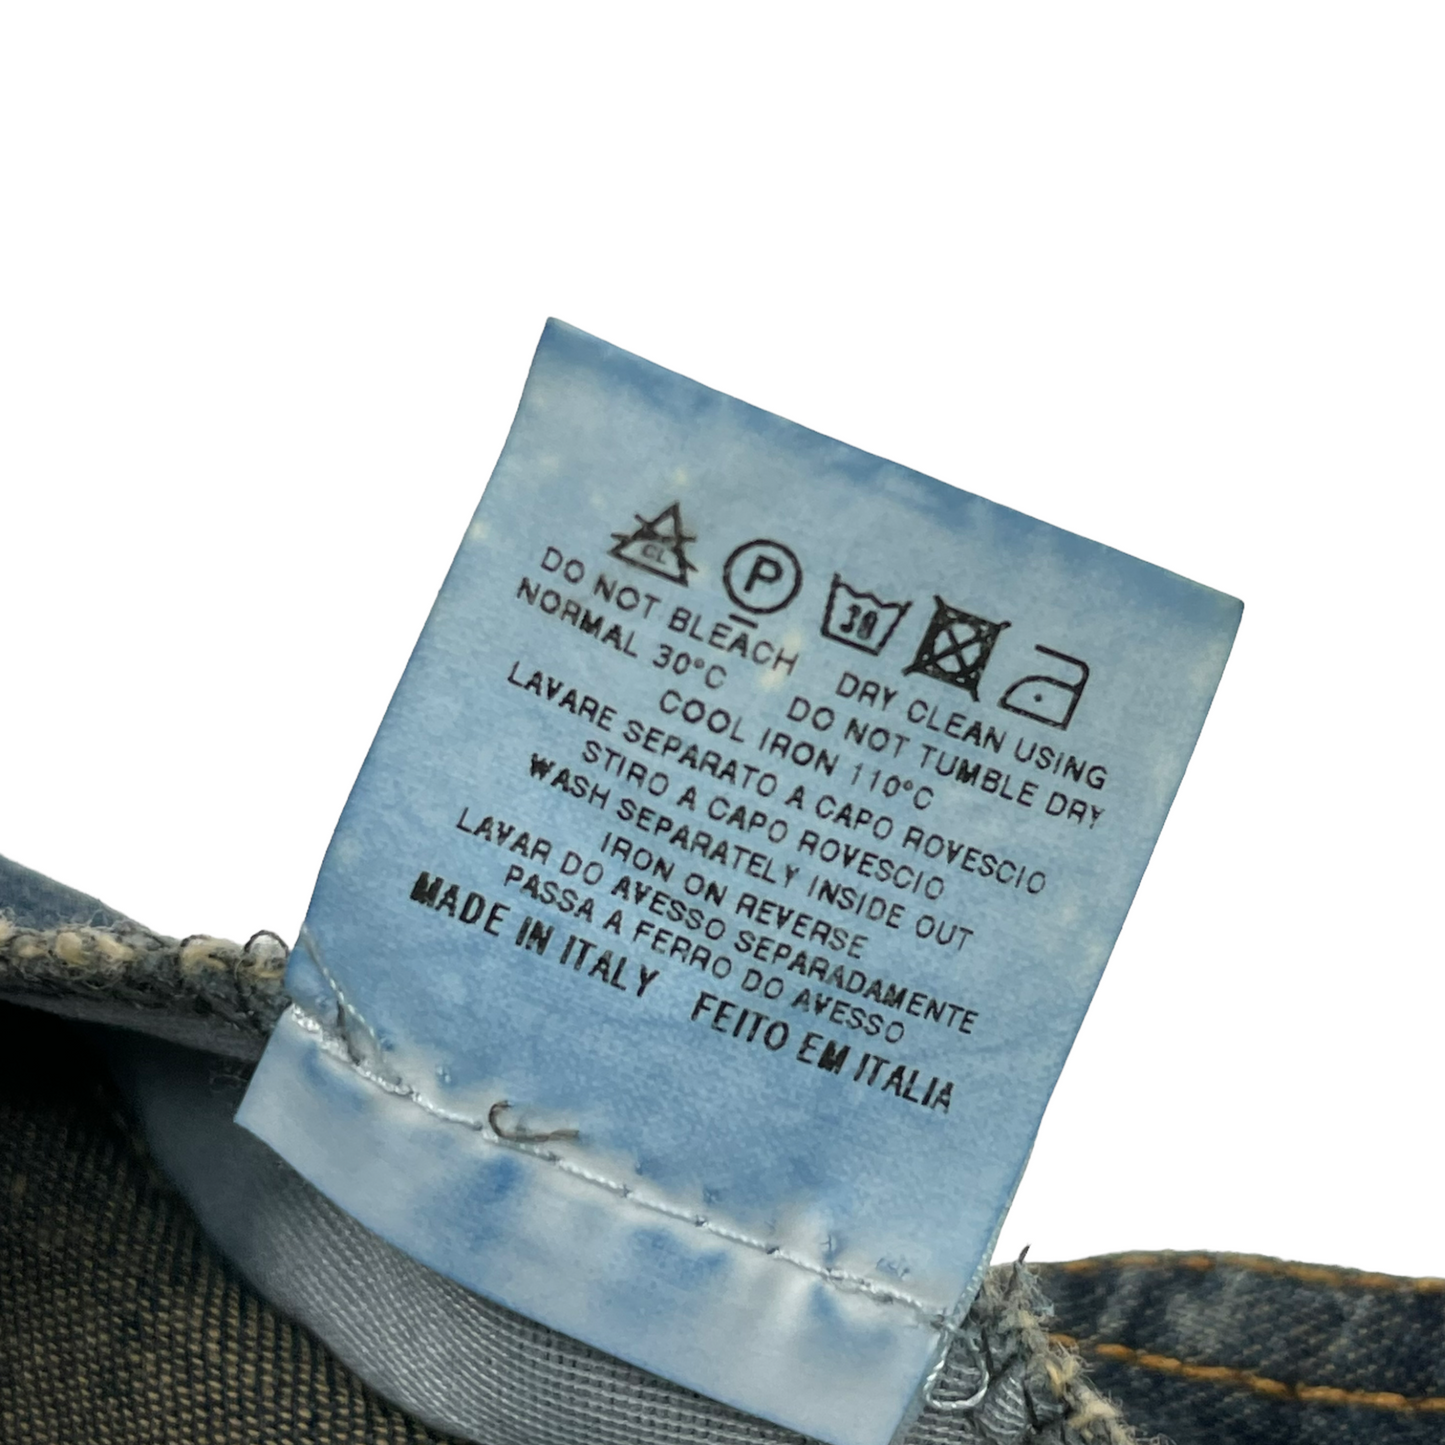 CL P 30
DO NOT BLEACH DRY CLEAN USING
NORMAL 30°C DO NOT TUMBLE DRY
COOL IRON 110°C
LAVARE SEPARATO A CAPO ROVESCIO
STIRO A CAPO ROVESCIO
WASH SEPARATELY INSIDE OUT
IRON ON REVERSE
LAVAR DO AVESSO SEPARADAMENTE
PASSA A FERRO DO AVESSO
MADE IN ITALY FEITO EM ITALIA